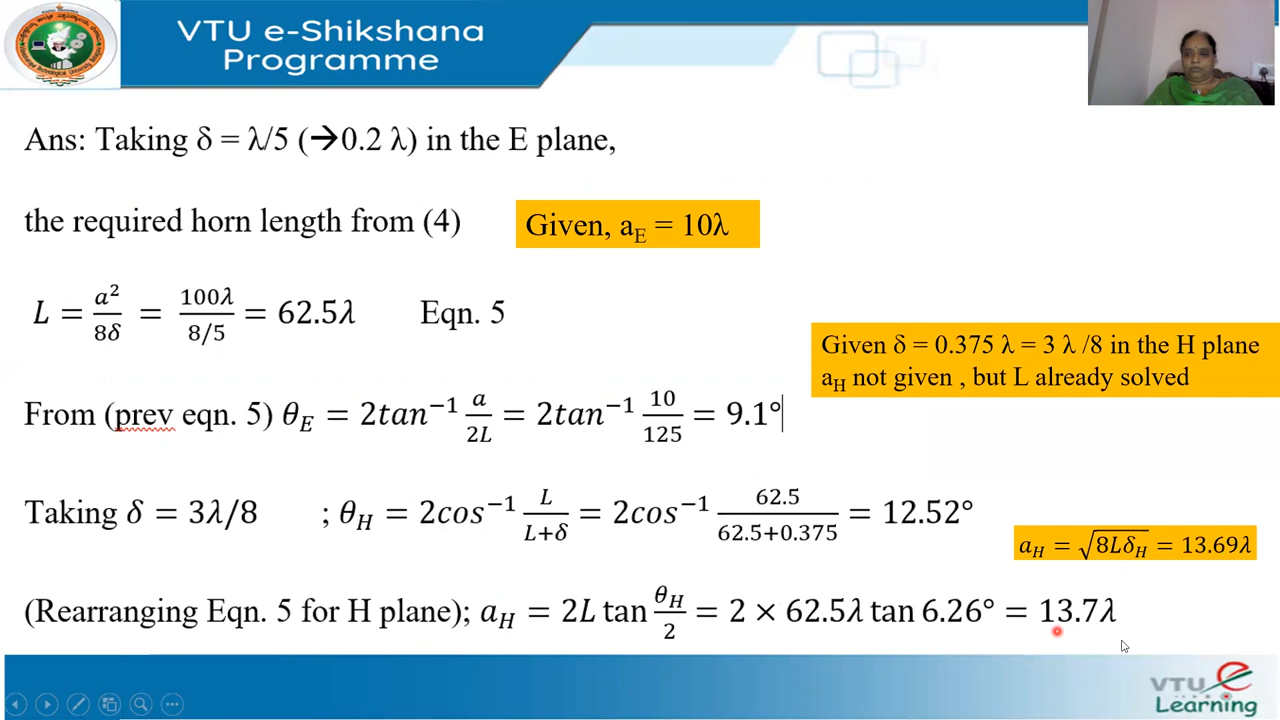 VTU e-Shikshana
Programme
Ans: Taking δ = λ/5 (→0.2 λ) in the E plane,
the required horn length from (4)
Given, a_E = 10λ
L = a²/8δ = 100λ/(8/5) = 62.5λ Eqn. 5
Given δ = 0.375 λ = 3 λ /8 in the H plane
a_H not given , but L already solved
From (prev eqn. 5) θ_E = 2tan⁻¹ a/2L = 2tan⁻¹ 10/125 = 9.1°
Taking δ = 3λ/8 ; θ_H = 2cos⁻¹ L/(L+δ) = 2cos⁻¹ 62.5/(62.5+0.375) = 12.52°
a_H = √(8Lδ_H) = 13.69λ
(Rearranging Eqn. 5 for H plane); a_H = 2L tan θ_H/2 = 2 × 62.5λ tan 6.26° = 13.7λ
VTU e
Learning